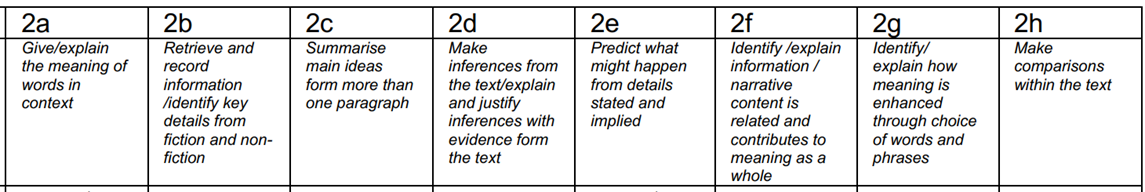 2a
Give/explain
the meaning of
words in
context
2b
Retrieve and
record
information
/identify key
details from
fiction and non-
fiction
2c
Summarise
main ideas
form more than
one paragraph
2d
Make
inferences from
the text/explain
and justify
inferences with
evidence form
the text
2e
Predict what
might happen
from details
stated and
implied
2f
Identify /explain
information /
narrative
content is
related and
contributes to
meaning as a
whole
2g
Identify/
explain how
meaning is
enhanced
through choice
of words and
phrases
2h
Make
comparisons
within the text